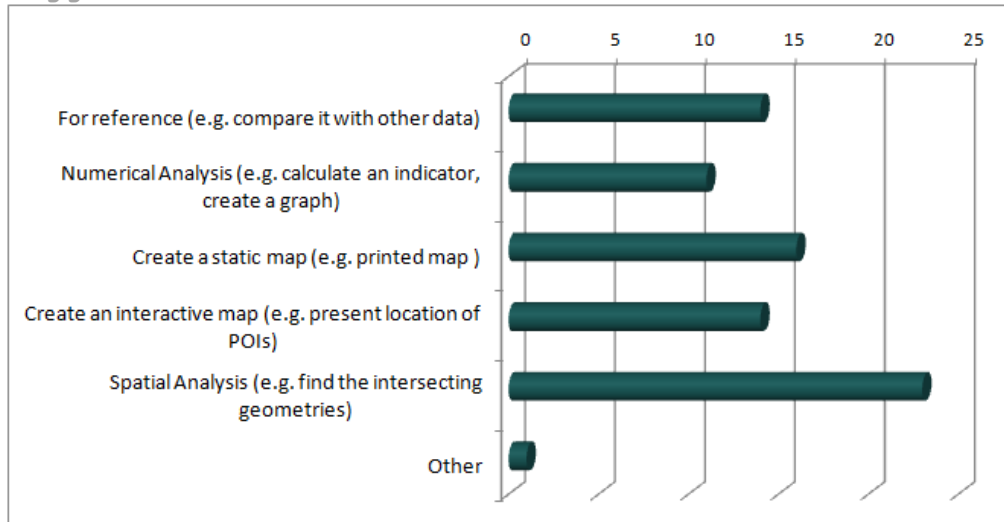 0 5 10 15 20 25
For reference (e.g. compare it with other data)
Numerical Analysis (e.g. calculate an indicator,
create a graph)
Create a static map (e.g. printed map )
Create an interactive map (e.g. present location of
POIs)
Spatial Analysis (e.g. find the intersecting
geometries)
Other